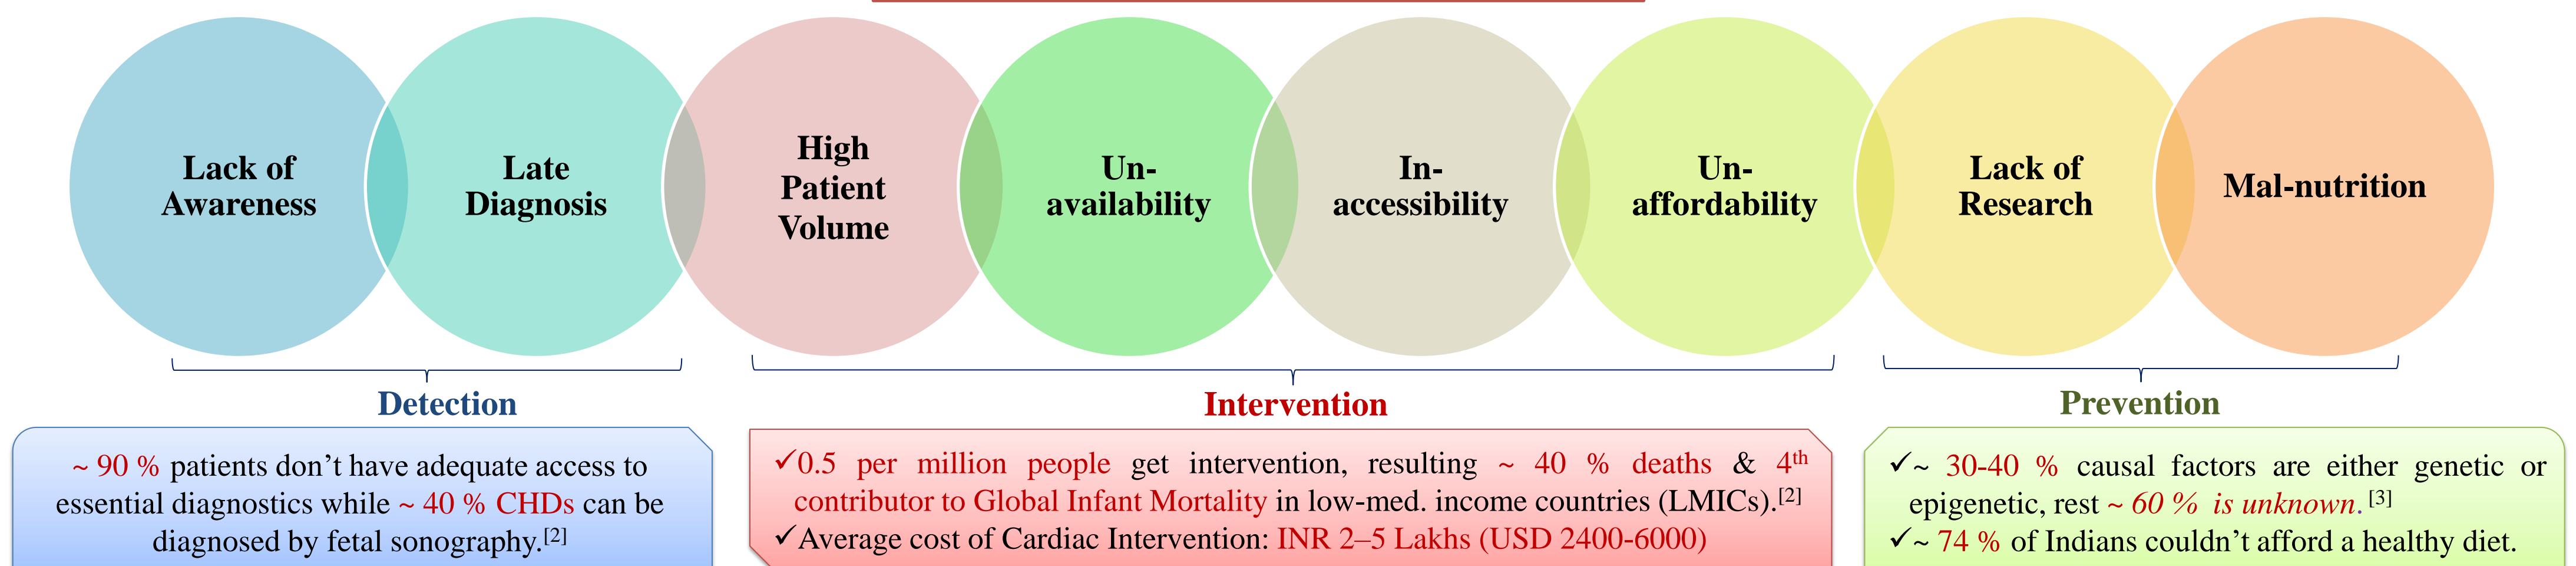 Lack of
Awareness
Late
Diagnosis
High
Patient
Volume
Un-
availability
In-
accessibility
Un-
affordability
Lack of
Research
Mal-nutrition
Detection
Intervention
Prevention
~ 90 % patients don’t have adequate access to
essential diagnostics while ~ 40 % CHDs can be
diagnosed by fetal sonography.[2]
✓0.5 per million people get intervention, resulting ~ 40 % deaths & 4th
contributor to Global Infant Mortality in low-med. income countries (LMICs).[2]
✓Average cost of Cardiac Intervention: INR 2–5 Lakhs (USD 2400-6000)
✓~ 30-40 % causal factors are either genetic or
epigenetic, rest ~ 60 % is unknown. [3]
✓~ 74 % of Indians couldn’t afford a healthy diet.